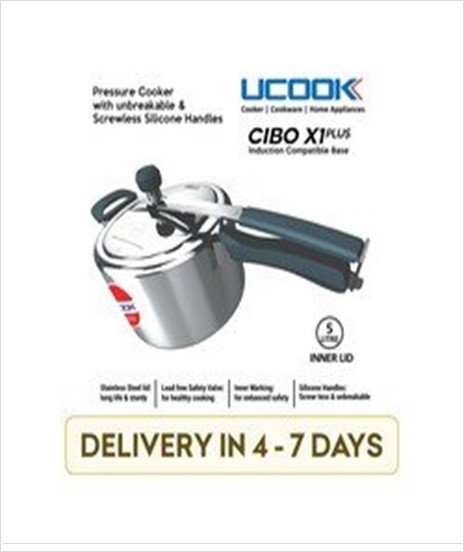 Pressure Cooker
with unbreakable &
Screwless Silicone Handles
UCOOK
Cooker | Cookware | Home Appliances
CIBO X1 PLUS
Induction Compatible Base
5
LITRE
INNER LID
Stainless Steel lid
long life & sturdy
Lead free Safety Valve:
for healthy cooking
Inner Marking:
for enhanced safety
Silicone Handles:
Screw less & unbreakable
DELIVERY IN 4 - 7 DAYS